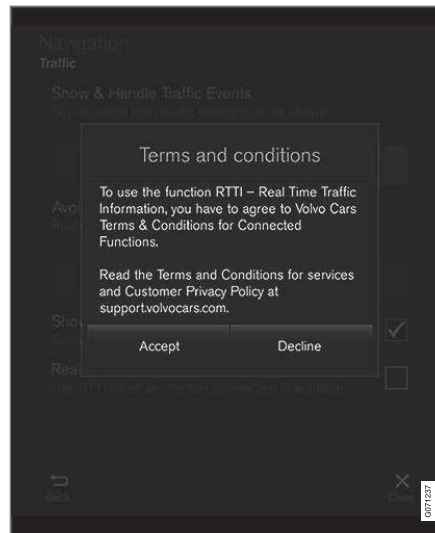 Navigation
Traffic
Show & Handle Traffic Events
Terms and conditions
To use the function RTTI – Real Time Traffic
Information, you have to agree to Volvo Cars
Terms & Conditions for Connected
Functions.
Read the Terms and Conditions for services
and Customer Privacy Policy at
support.volvocars.com.
Accept
Decline
Back
Close
G071237